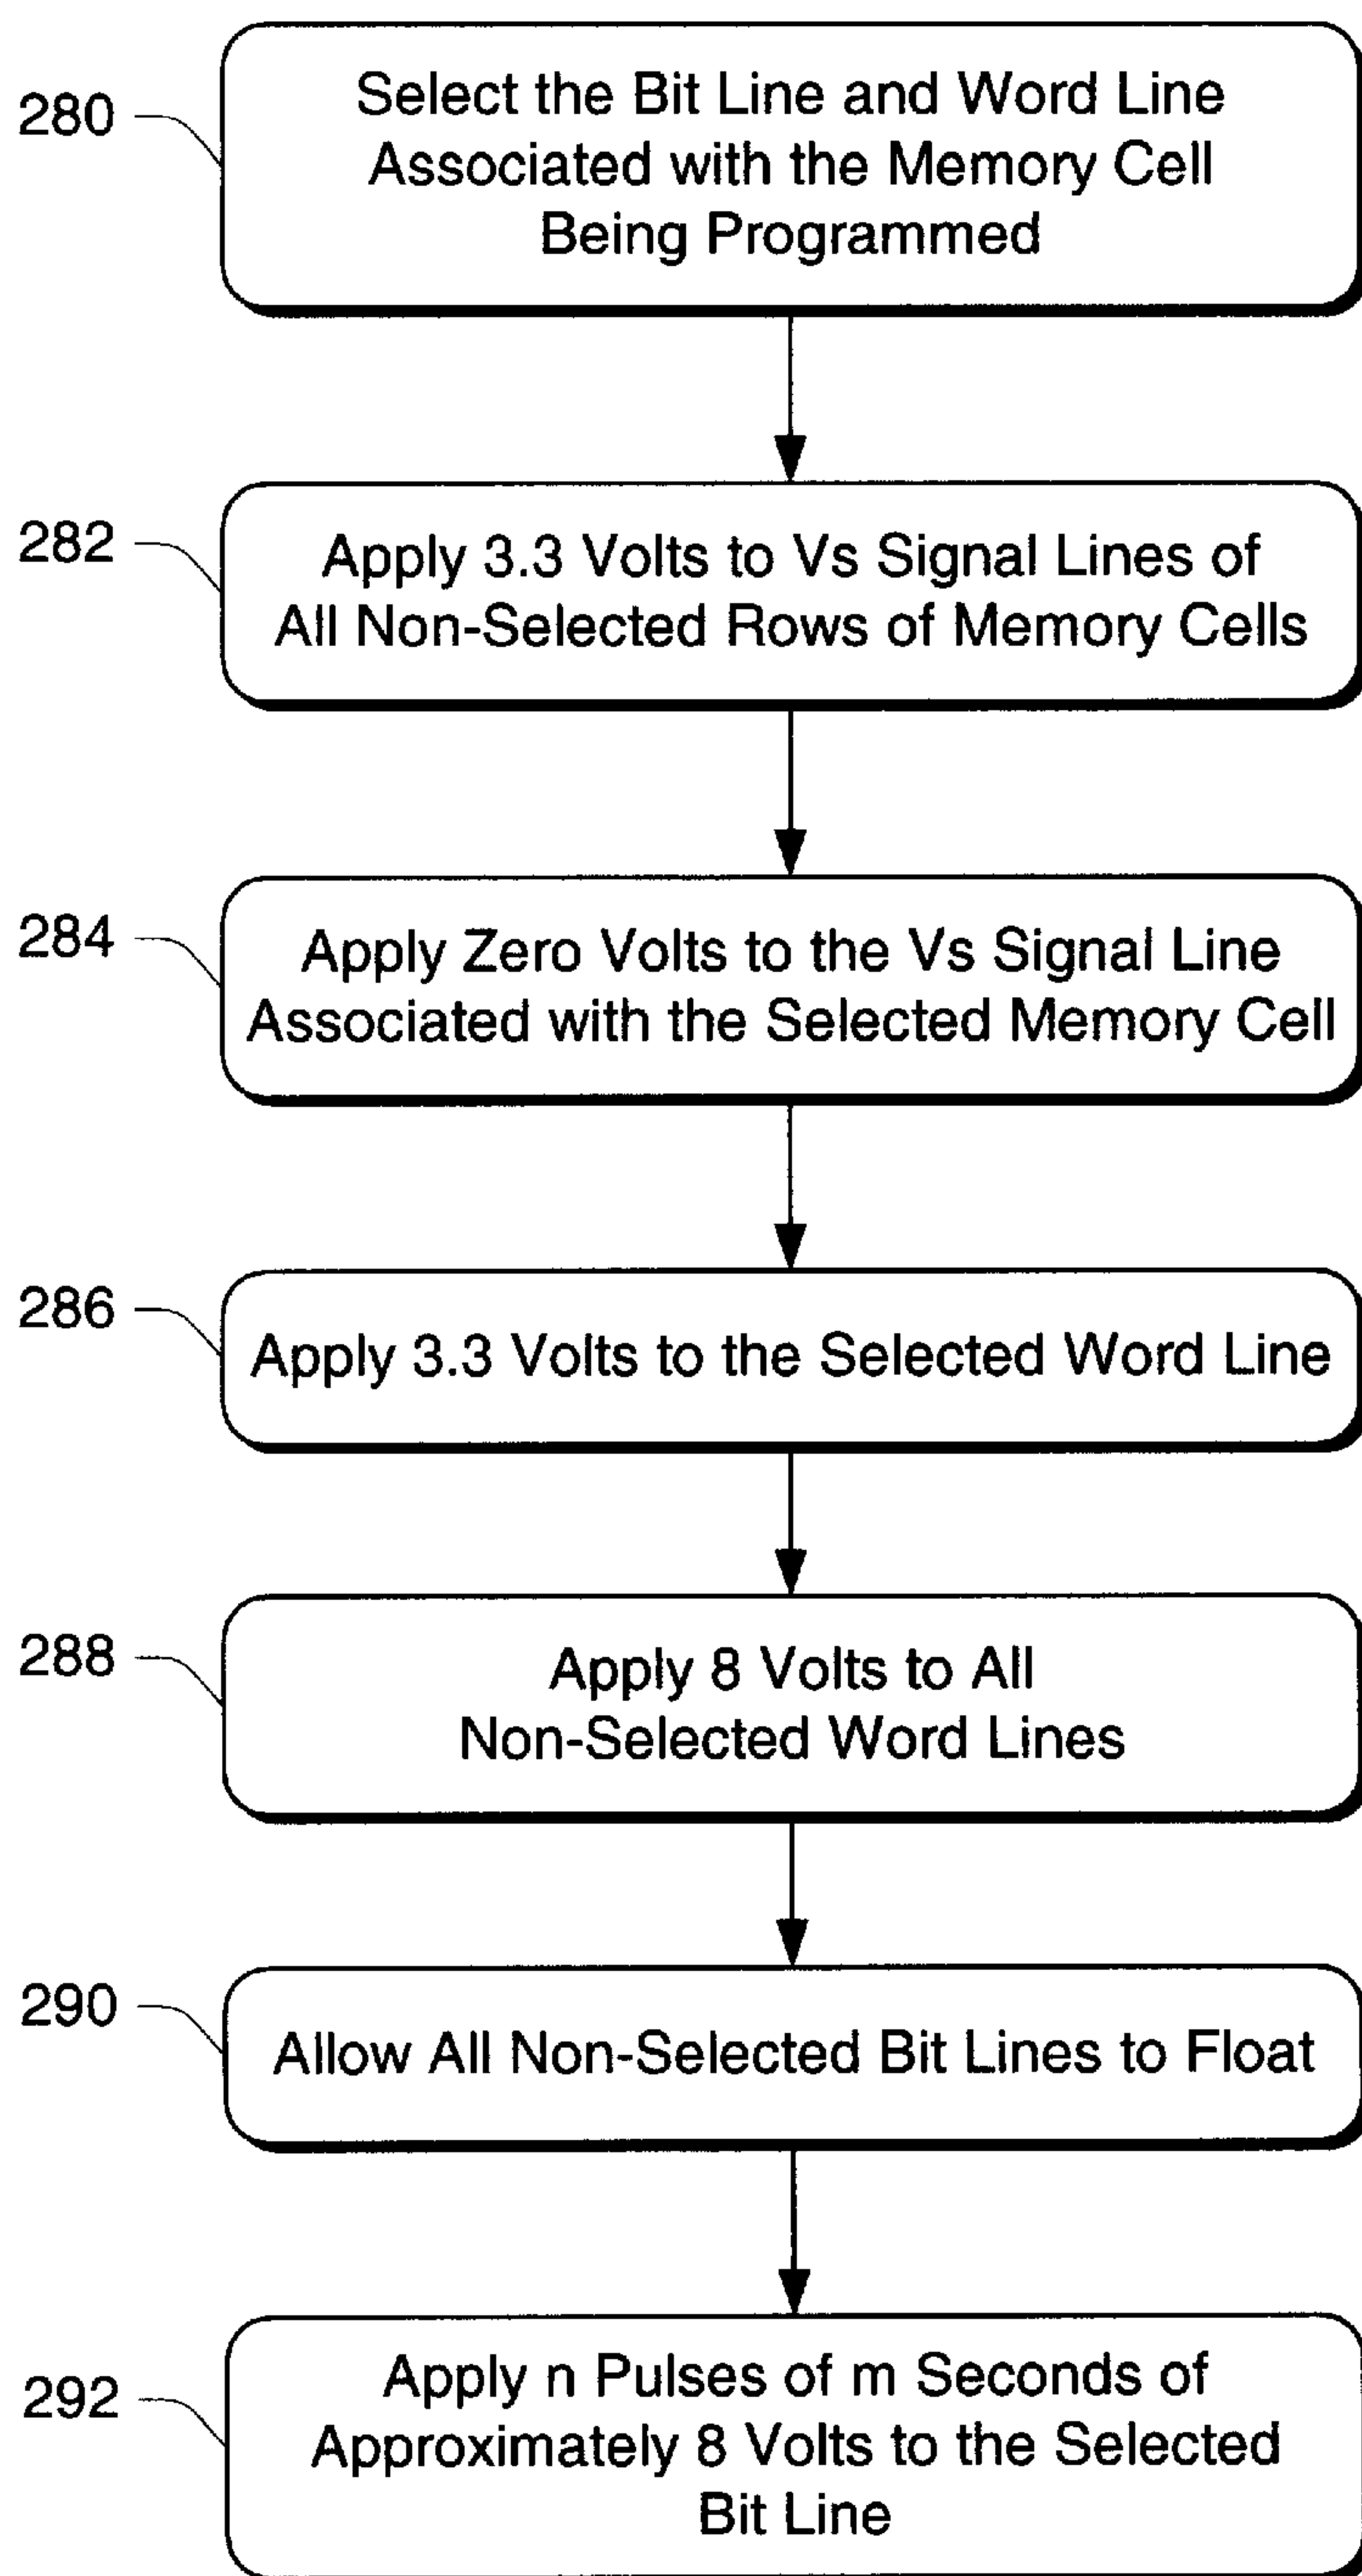 280
Select the Bit Line and Word Line
Associated with the Memory Cell
Being Programmed
282
Apply 3.3 Volts to Vs Signal Lines of
All Non-Selected Rows of Memory Cells
284
Apply Zero Volts to the Vs Signal Line
Associated with the Selected Memory Cell
286
Apply 3.3 Volts to the Selected Word Line
288
Apply 8 Volts to All
Non-Selected Word Lines
290
Allow All Non-Selected Bit Lines to Float
292
Apply n Pulses of m Seconds of
Approximately 8 Volts to the Selected
Bit Line